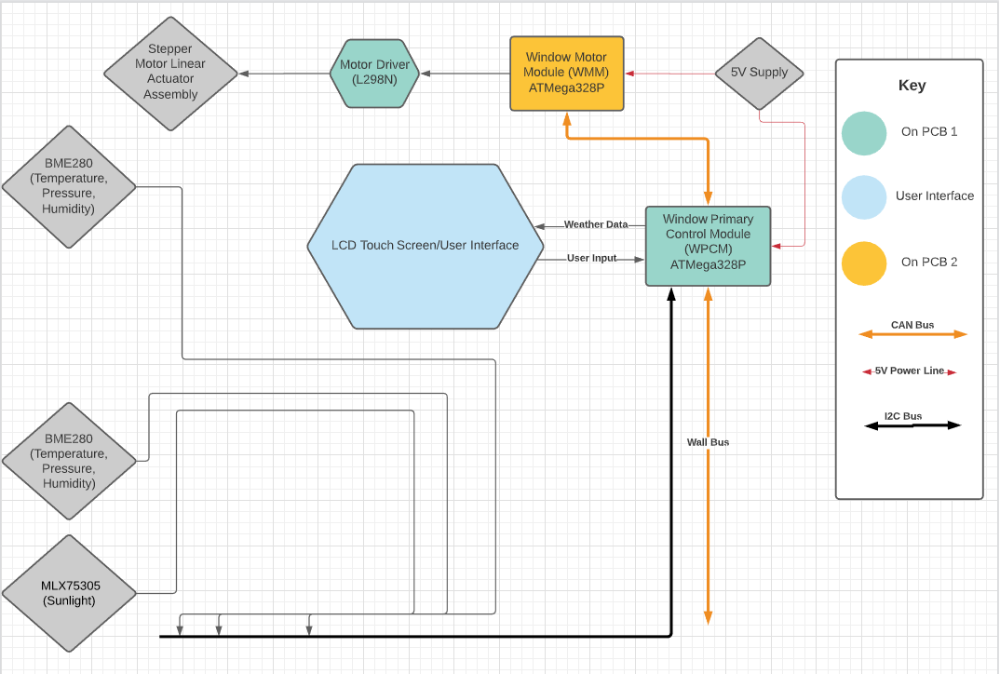 Stepper
Motor Linear
Actuator
Assembly
Motor Driver
(L298N)
Window Motor
Module (WMM)
ATMega328P
5V Supply
Key
On PCB 1
User Interface
On PCB 2
CAN Bus
5V Power Line
I2C Bus
BME280
(Temperature,
Pressure,
Humidity)
LCD Touch Screen/User Interface
Weather Data
User Input
Window Primary
Control Module
(WPCM)
ATMega328P
Wall Bus
BME280
(Temperature,
Pressure,
Humidity)
MLX75305
(Sunlight)